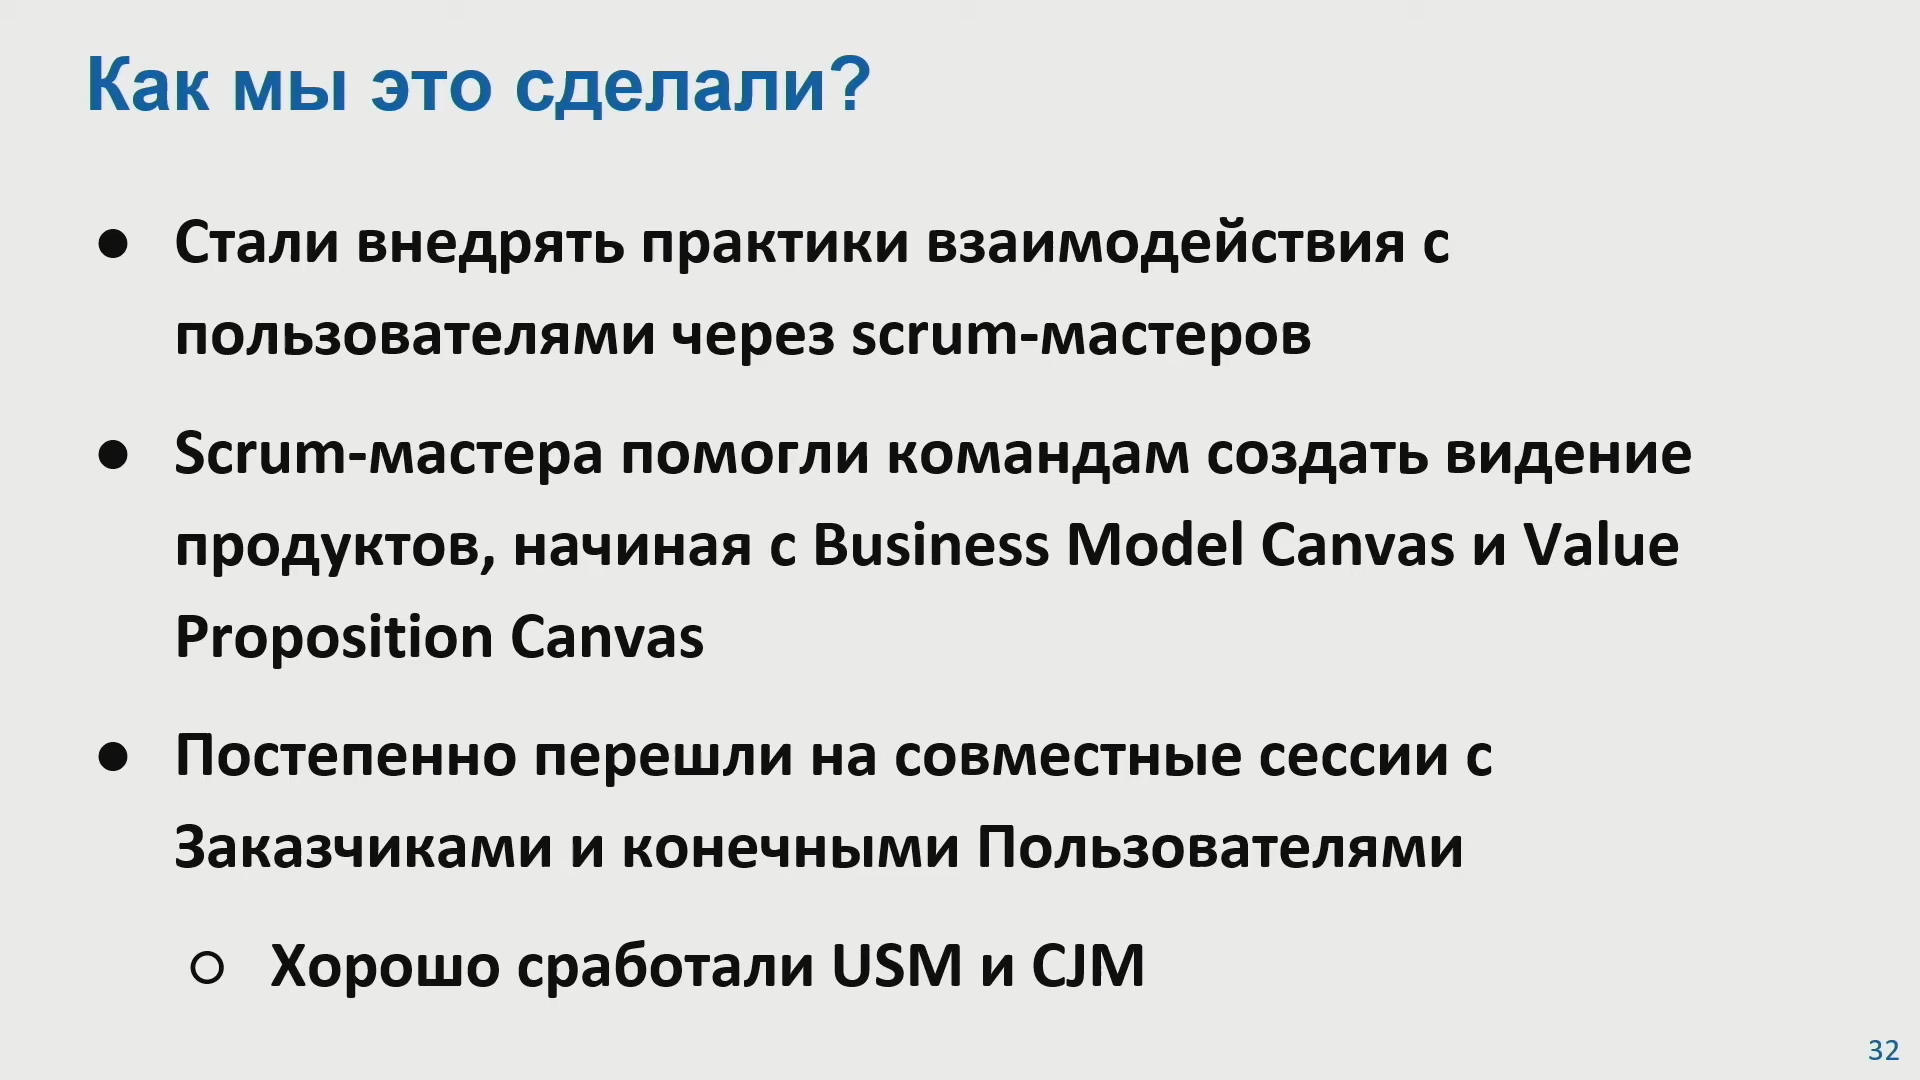 Как мы это сделали?
● Стали внедрять практики взаимодействия с
пользователями через scrum-мастеров
● Scrum-мастера помогли командам создать видение
продуктов, начиная с Business Model Canvas и Value
Proposition Canvas
● Постепенно перешли на совместные сессии с
Заказчиками и конечными Пользователями
○ Хорошо сработали USM и CJM
32